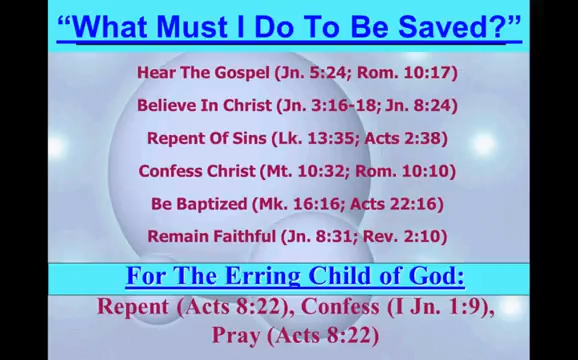 “What Must I Do To Be Saved?”
Hear The Gospel (Jn. 5:24; Rom. 10:17)
Believe In Christ (Jn. 3:16-18; Jn. 8:24)
Repent Of Sins (Lk. 13:35; Acts 2:38)
Confess Christ (Mt. 10:32; Rom. 10:10)
Be Baptized (Mk. 16:16; Acts 22:16)
Remain Faithful (Jn. 8:31; Rev. 2:10)
For The Erring Child of God:
Repent (Acts 8:22), Confess (I Jn. 1:9),
Pray (Acts 8:22)